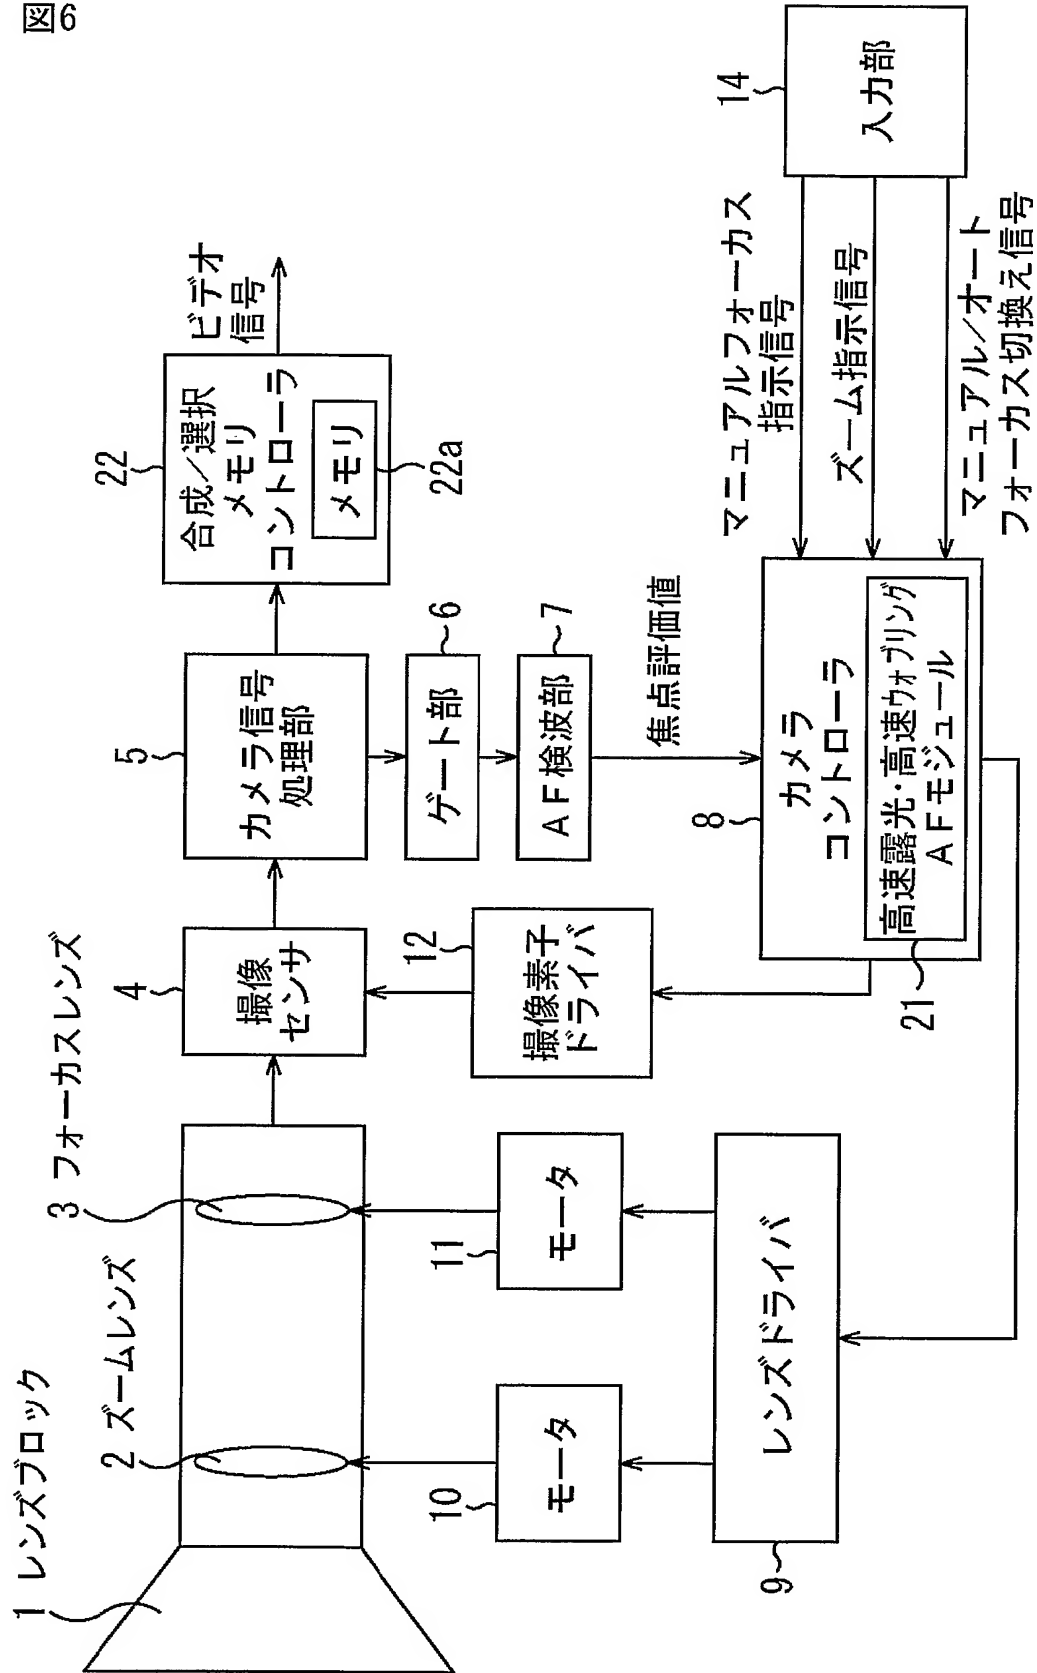 図6
1 レンズブロック
2 ズームレンズ
3 フォーカスレンズ
4
撮像
センサ
5
カメラ信号
処理部
22
合成/選択
メモリ
コントローラ
メモリ
22a
ビデオ
信号
ゲート部
6
AF検波部
7
焦点評価値
12
撮像素子
ドライバ
8
カメラ
コントローラ
高速露光・高速ウォブリング
AFモジュール
21
10
モータ
11
モータ
9
レンズドライバ
14
入力部
マニュアルフォーカス
指示信号
ズーム指示信号
マニュアル/オート
フォーカス切換え信号